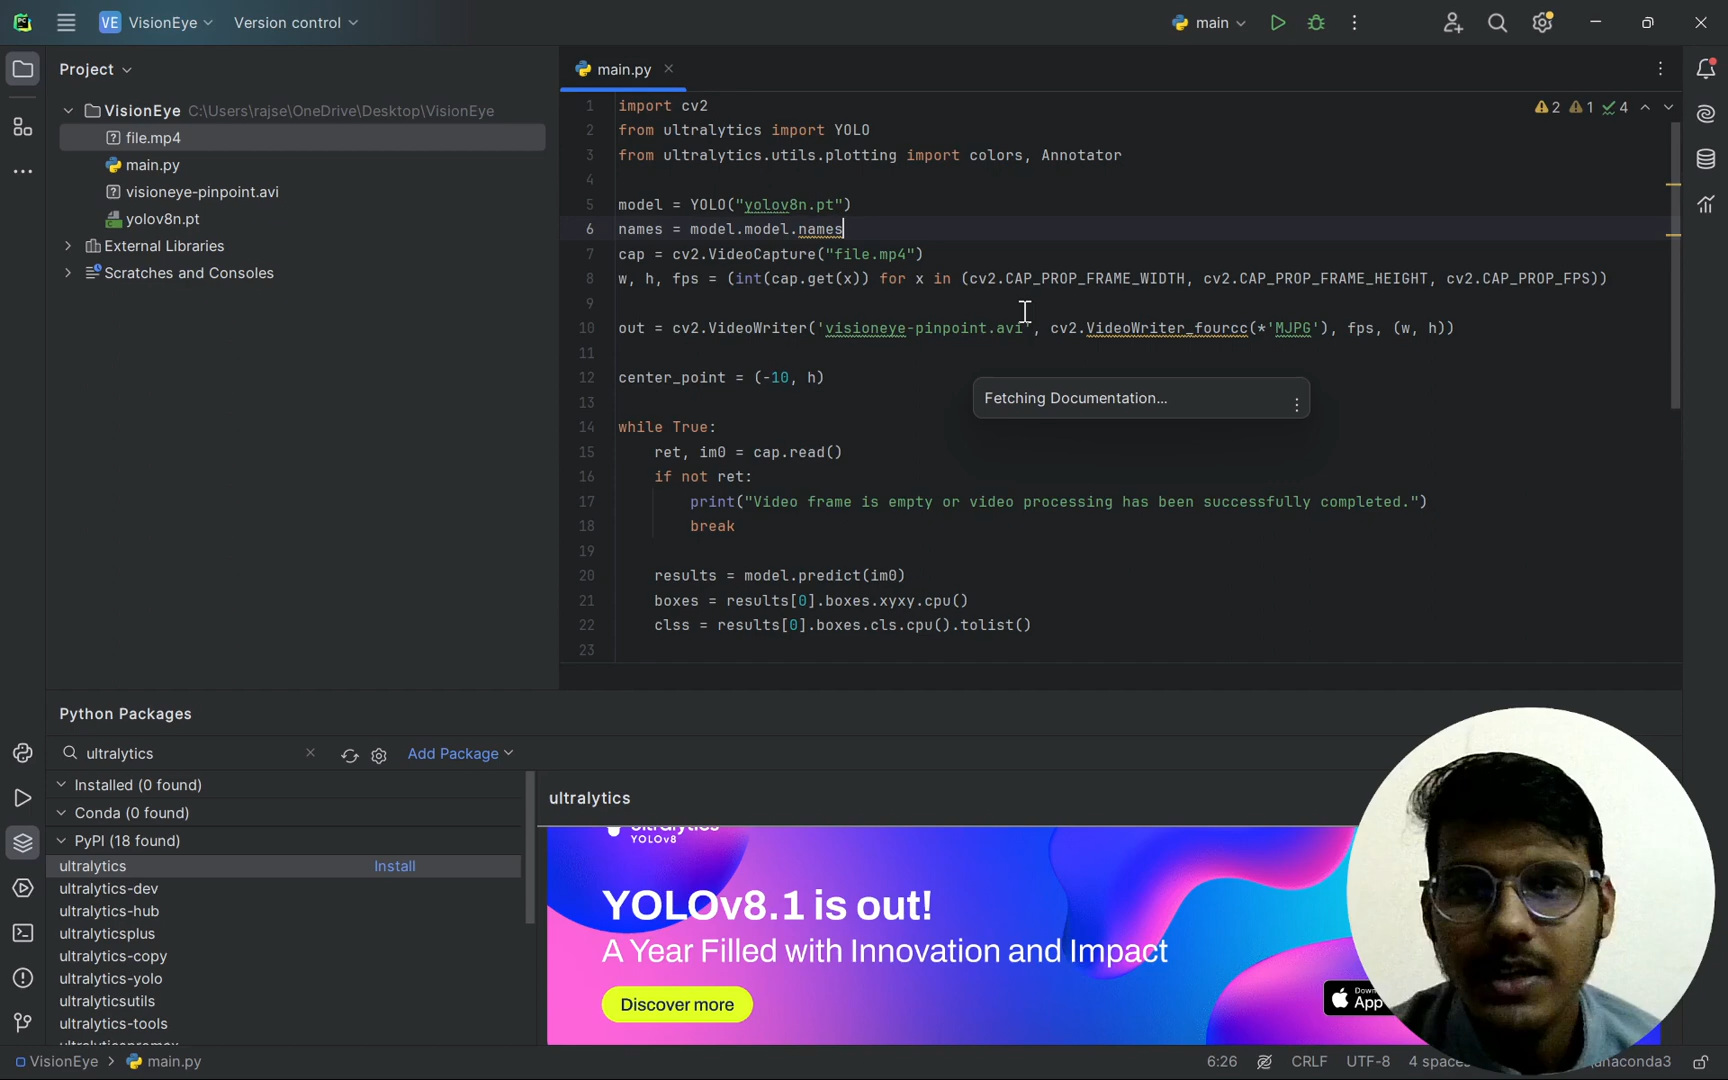 VE VisionEye Version control main
Project
main.py
VisionEye C:\Users\rajse\OneDrive\Desktop\VisionEye
file.mp4
main.py
visioneye-pinpoint.avi
yolov8n.pt
External Libraries
Scratches and Consoles
2 1 4
1 import cv2
2 from ultralytics import YOLO
3 from ultralytics.utils.plotting import colors, Annotator
4
5 model = YOLO("yolov8n.pt")
6 names = model.model.names
7 cap = cv2.VideoCapture("file.mp4")
8 w, h, fps = (int(cap.get(x)) for x in (cv2.CAP_PROP_FRAME_WIDTH, cv2.CAP_PROP_FRAME_HEIGHT, cv2.CAP_PROP_FPS))
9
10 out = cv2.VideoWriter('visioneye-pinpoint.avi', cv2.VideoWriter_fourcc(*'MJPG'), fps, (w, h))
11
12 center_point = (-10, h)
13
14 while True:
15 ret, im0 = cap.read()
16 if not ret:
17 print("Video frame is empty or video processing has been successfully completed.")
18 break
19
20 results = model.predict(im0)
21 boxes = results[0].boxes.xyxy.cpu()
22 clss = results[0].boxes.cls.cpu().tolist()
23
Fetching Documentation...
Python Packages
ultralytics
Add Package
Installed (0 found)
Conda (0 found)
PyPI (18 found)
ultralytics Install
ultralytics-dev
ultralytics-hub
ultralyticsplus
ultralytics-copy
ultralytics-yolo
ultralyticsutils
ultralytics-tools
ultralytics
ultralytics
YOLOv8
YOLOv8.1 is out!
A Year Filled with Innovation and Impact
Discover more
App
VisionEye > main.py
6:26 CRLF UTF-8 4 spaces